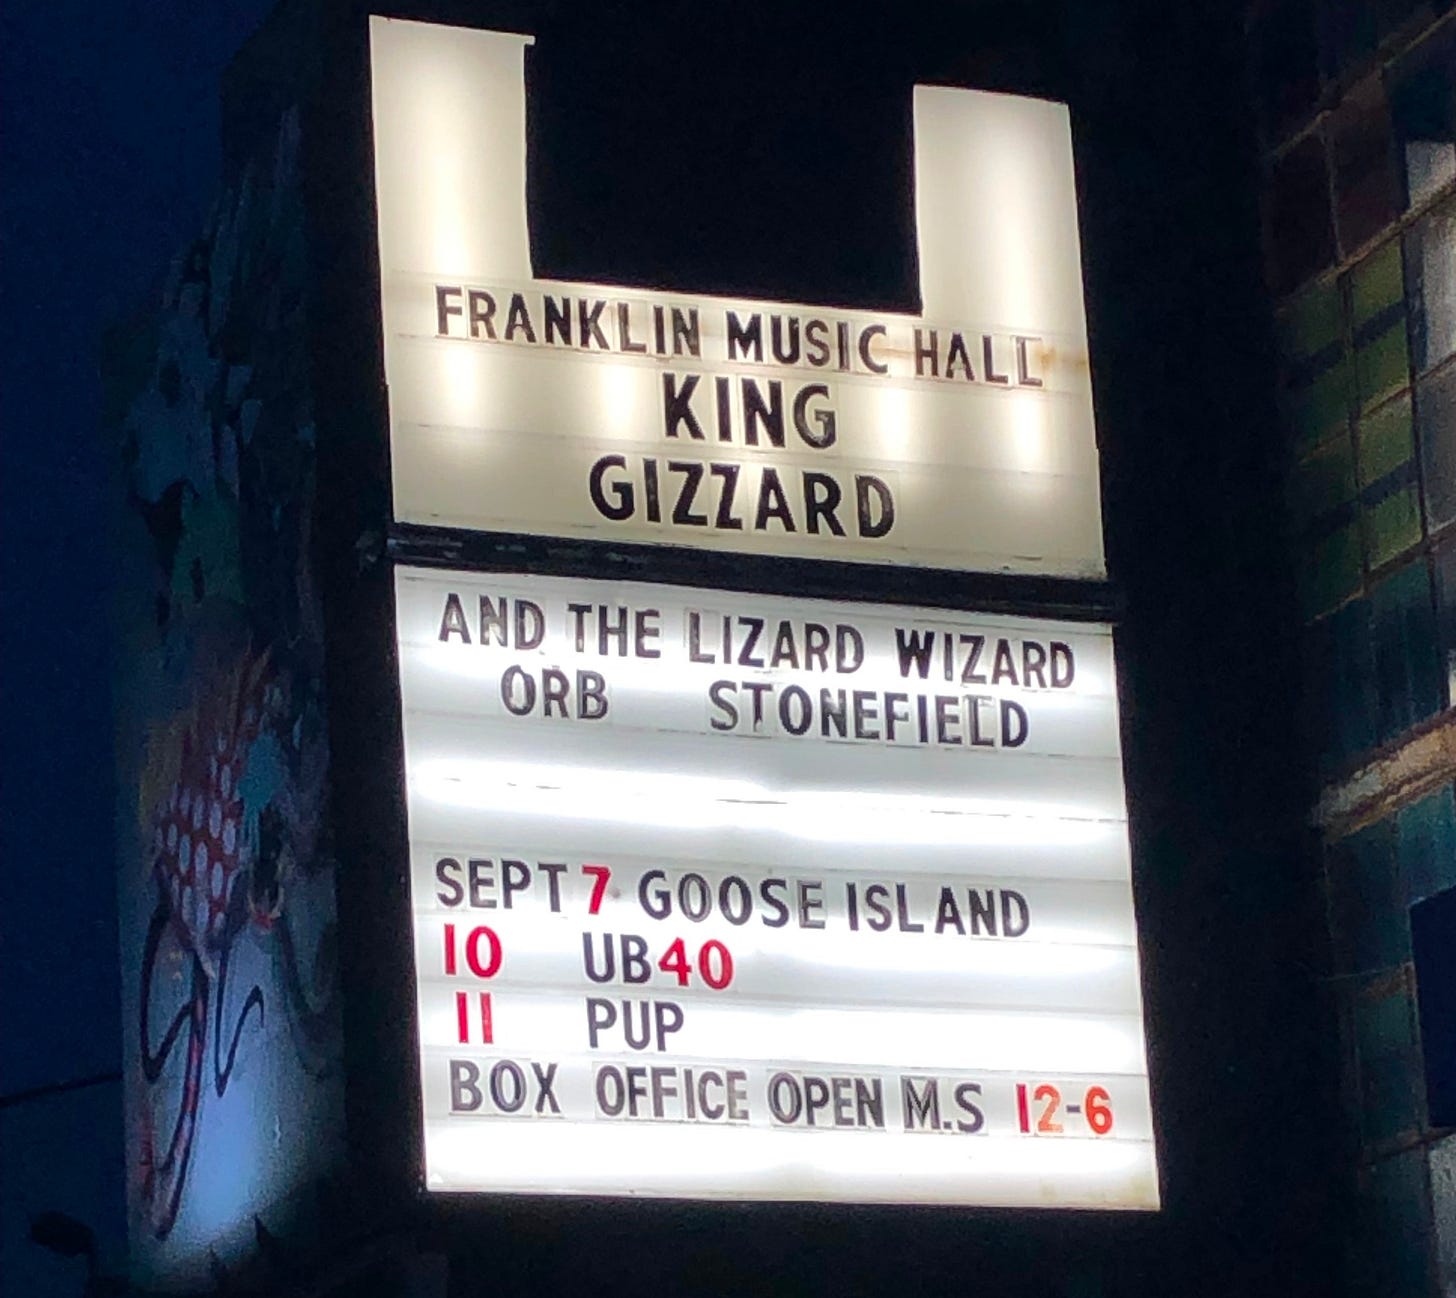 FRANKLIN MUSIC HALL
KING
GIZZARD
AND THE LIZARD WIZARD
ORB STONEFIELD
SEPT 7 GOOSE ISLAND
10 UB40
11 PUP
BOX OFFICE OPEN M.S 12-6